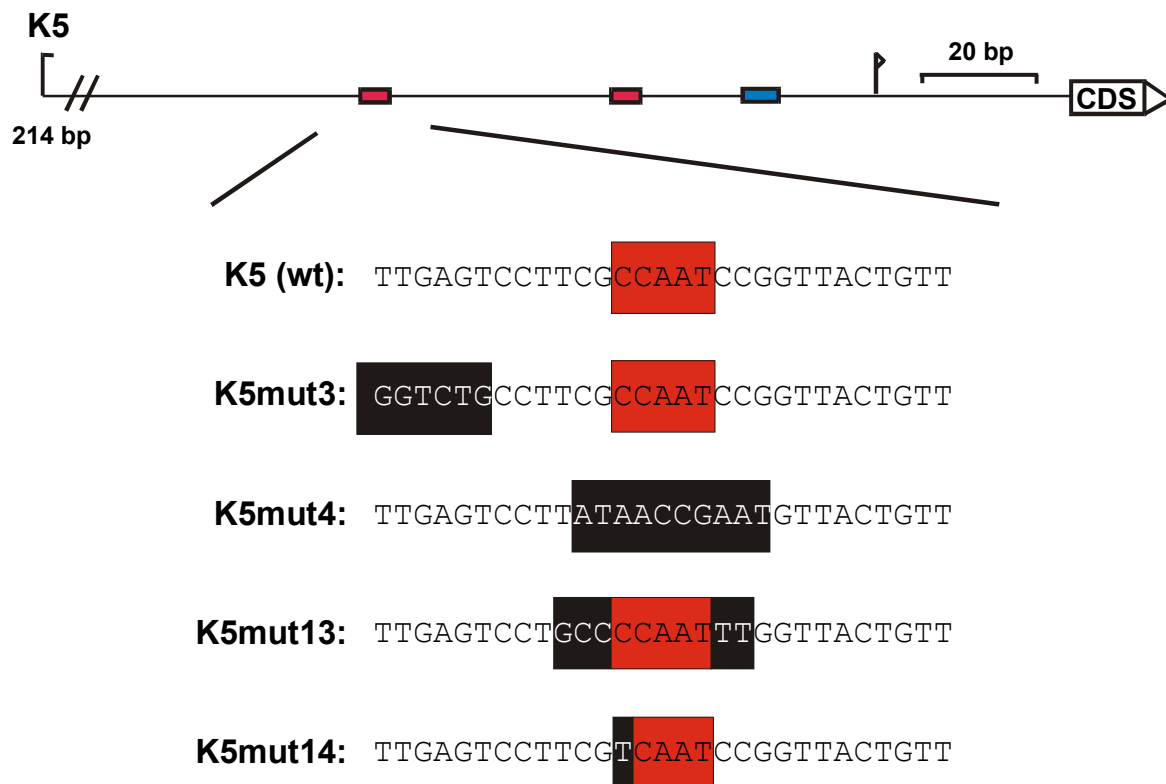 K5
20 bp
CDS
214 bp
K5 (wt): TTGAGTCCTTCGCCAATCCGGTTACTGTT
K5mut3: GGTCTGCCTTCGCCAATCCGGTTACTGTT
K5mut4: TTGAGTCCTTATAACCGAATGTTACTGTT
K5mut13: TTGAGTCCTGCCCCAATTTGGTTACTGTT
K5mut14: TTGAGTCCTTCGTCAATCCGGTTACTGTT